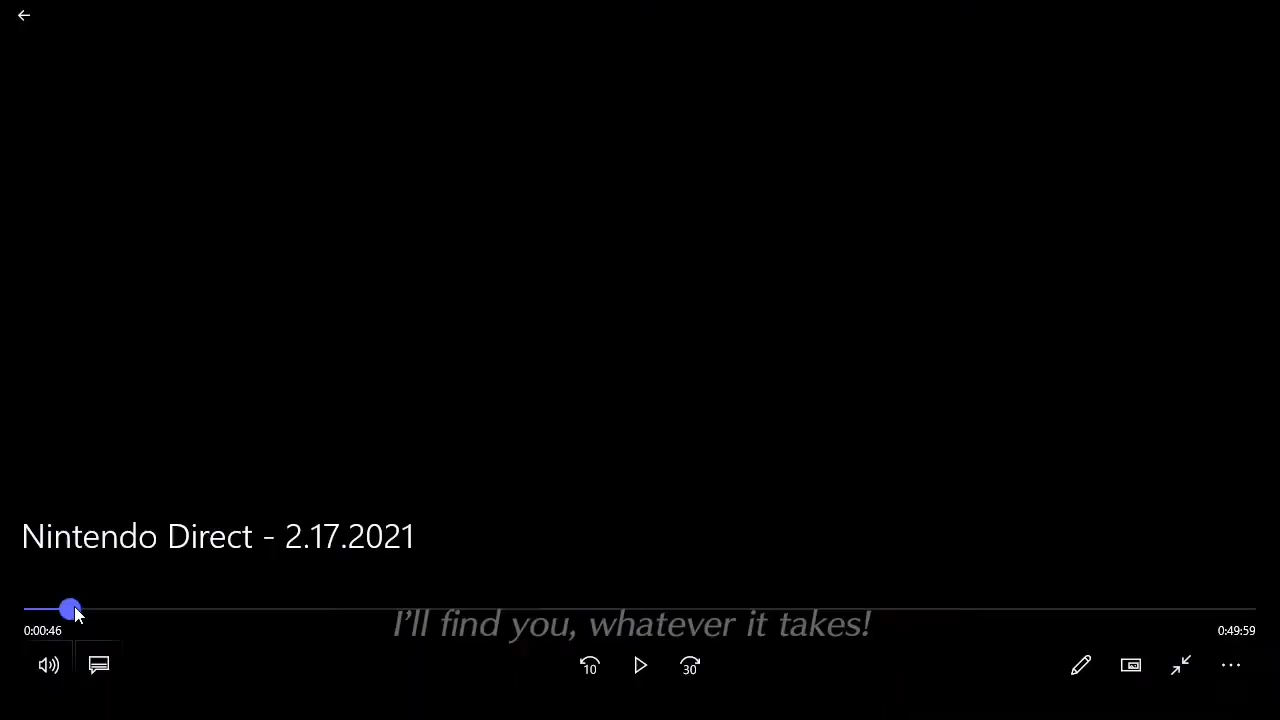 Nintendo Direct - 2.17.2021
I'll find you, whatever it takes!
0:00:46
0:49:59
10
30